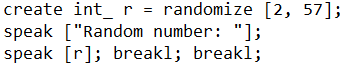 create int_ r = randomize [2, 57];
speak ["Random number: "];
speak [r]; breakl; breakl;